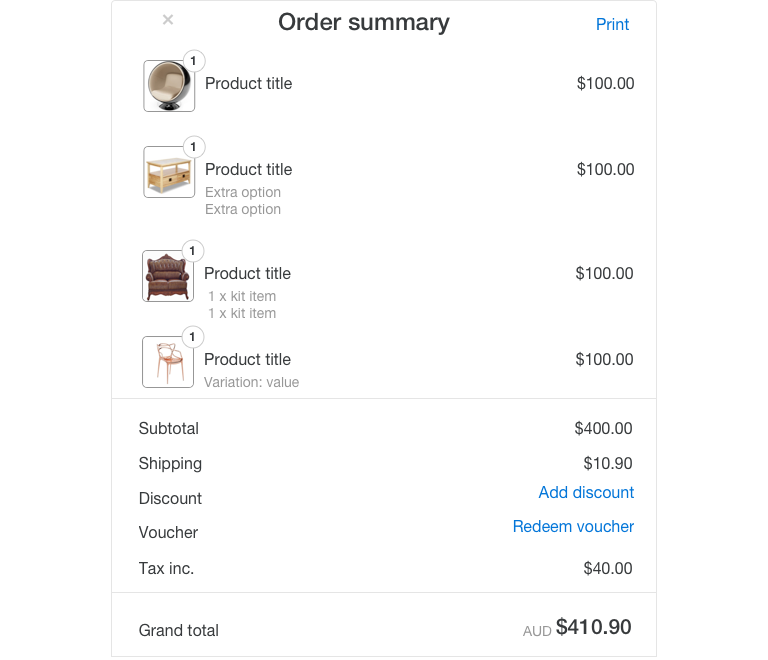 × Order summary Print
1
Product title $100.00
1
Product title $100.00
Extra option
Extra option
1
Product title $100.00
1 x kit item
1 x kit item
1
Product title $100.00
Variation: value
Subtotal $400.00
Shipping $10.90
Discount Add discount
Voucher Redeem voucher
Tax inc. $40.00
Grand total AUD $410.90